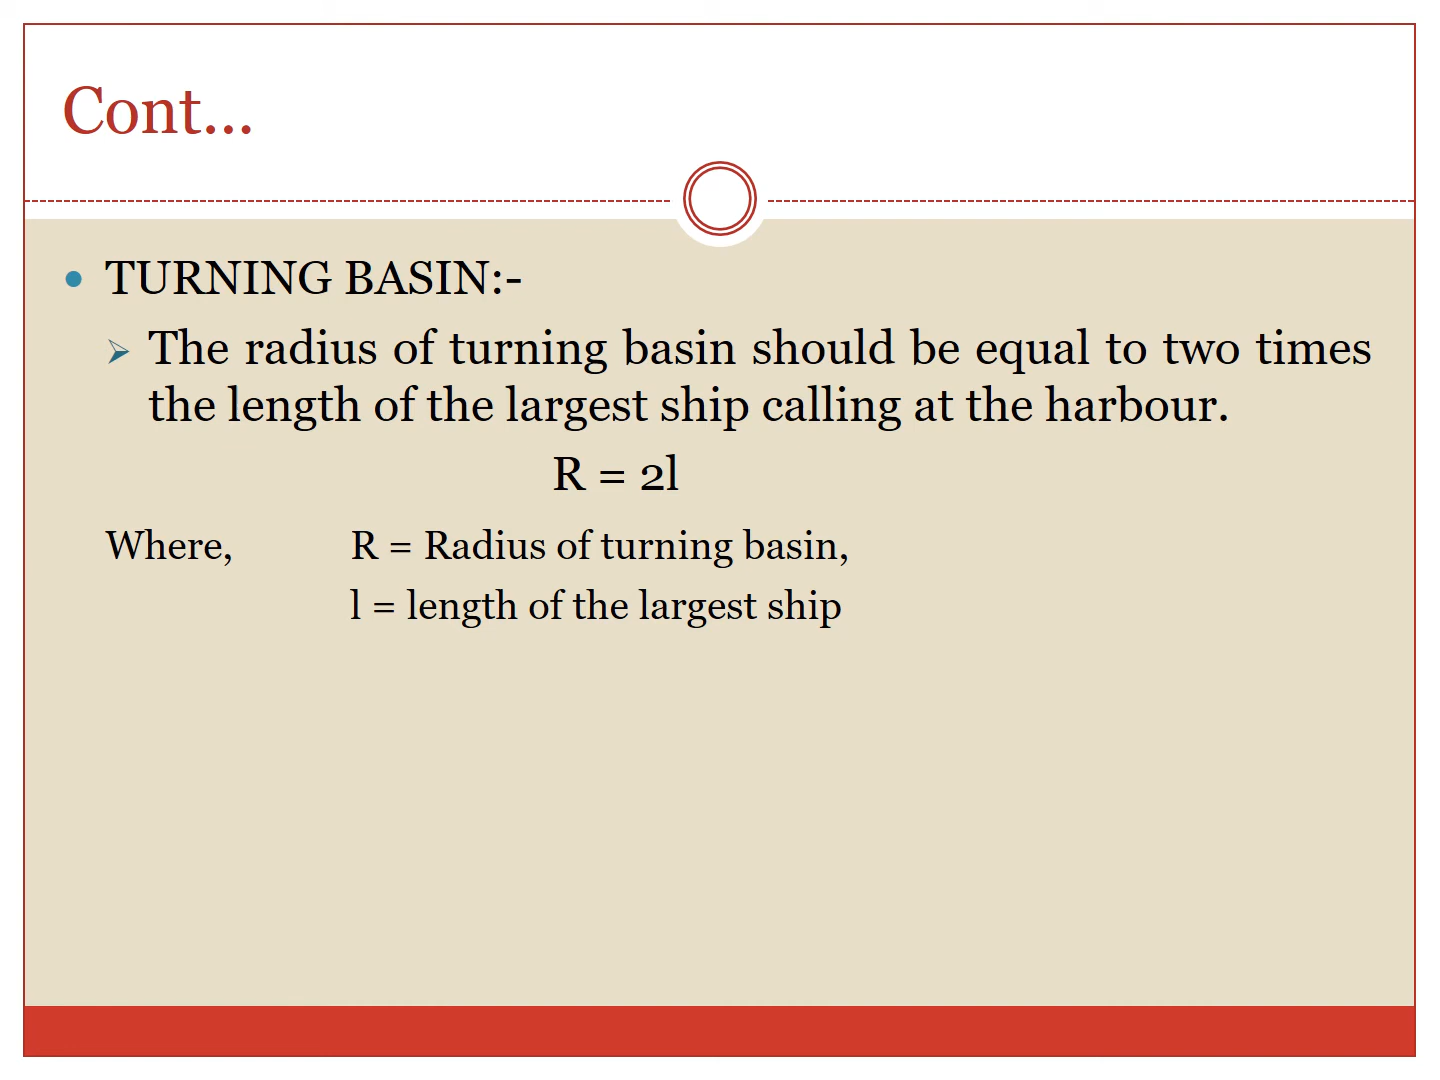 Cont...
TURNING BASIN:-
The radius of turning basin should be equal to two times
the length of the largest ship calling at the harbour.
R = 2l
Where, R = Radius of turning basin,
l = length of the largest ship